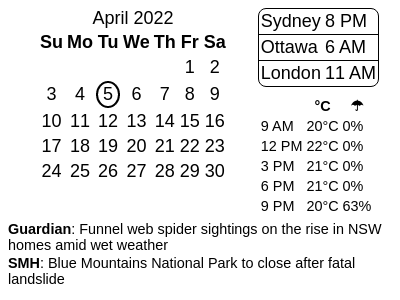 April 2022
Su Mo Tu We Th Fr Sa
1 2
3 4 5 6 7 8 9
10 11 12 13 14 15 16
17 18 19 20 21 22 23
24 25 26 27 28 29 30
Sydney 8 PM
Ottawa 6 AM
London 11 AM
°C ☂
9 AM 20°C 0%
12 PM 22°C 0%
3 PM 21°C 0%
6 PM 21°C 0%
9 PM 20°C 63%
Guardian: Funnel web spider sightings on the rise in NSW
homes amid wet weather
SMH: Blue Mountains National Park to close after fatal
landslide